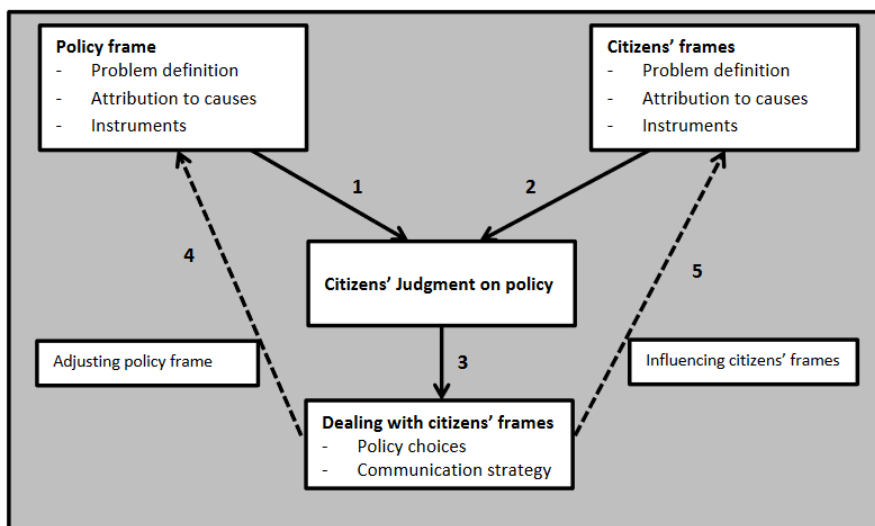 Policy frame
- Problem definition
- Attribution to causes
- Instruments
Citizens’ frames
- Problem definition
- Attribution to causes
- Instruments
1
2
4
Citizens’ Judgment on policy
5
3
Adjusting policy frame
Influencing citizens’ frames
Dealing with citizens’ frames
- Policy choices
- Communication strategy